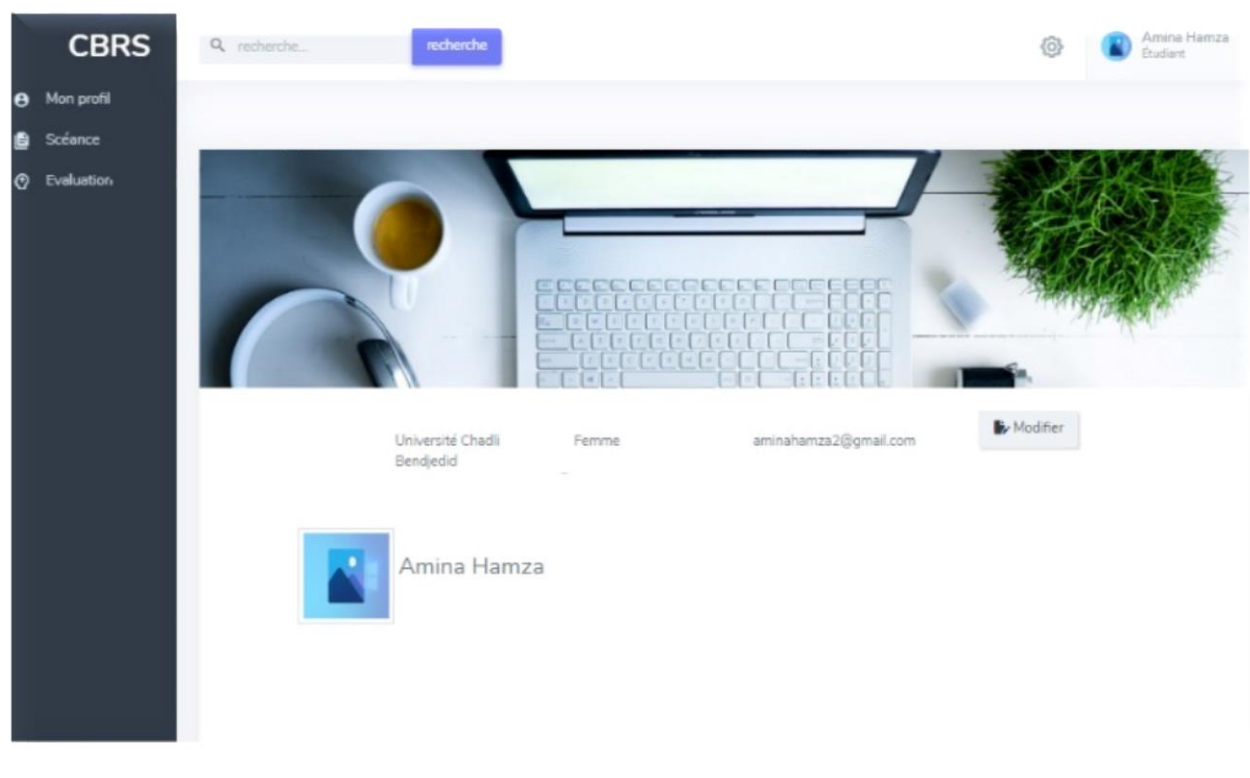 CBRS
recherche...
recherche
Amina Hamza
Étudiant
Mon profil
Scéance
Evaluation
Université Chadli
Bendjedid
Femme
aminahamza2@gmail.com
Modifier
Amina Hamza